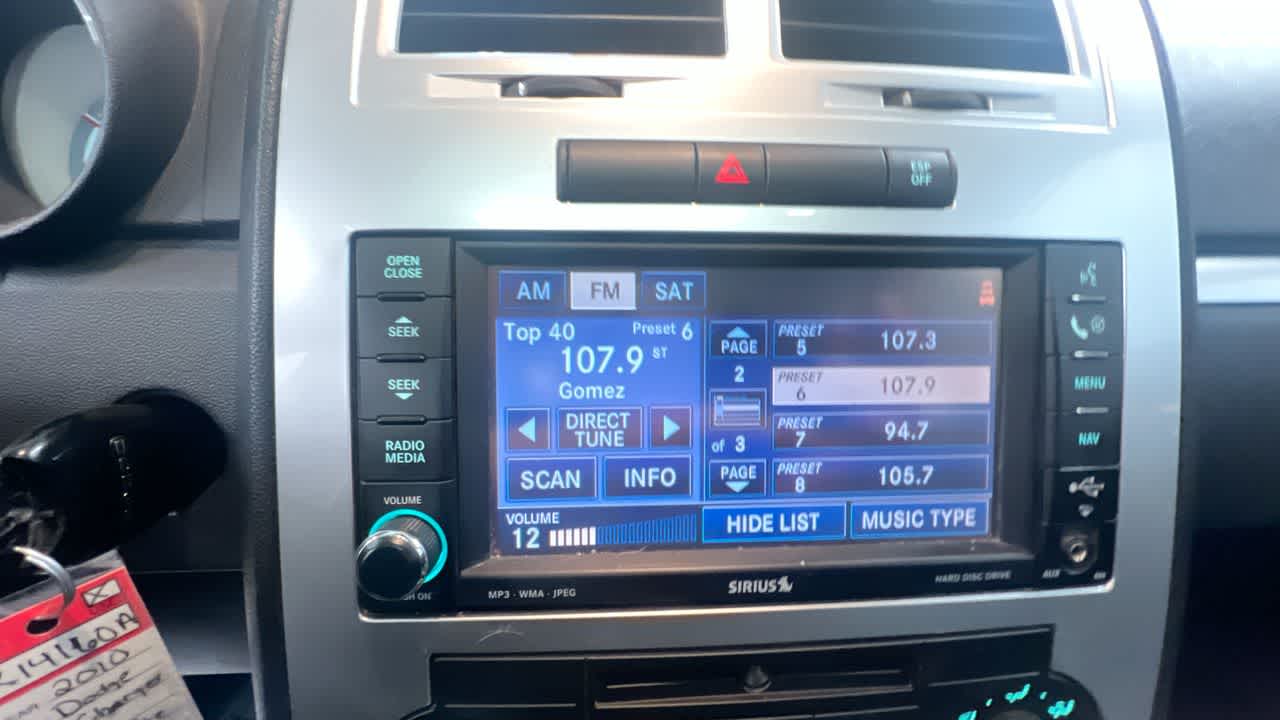 ESP
OFF
OPEN
CLOSE
SEEK
SEEK
RADIO
MEDIA
VOLUME
AM FM SAT
Top 40 Preset 6
107.9 ST
Gomez
DIRECT
TUNE
SCAN INFO
VOLUME
12
PAGE
2
of 3
PAGE
PRESET
5 107.3
PRESET
6 107.9
PRESET
7 94.7
PRESET
8 105.7
HIDE LIST MUSIC TYPE
MENU
NAV
AUX
MP3 · WMA · JPEG
SIRIUS
HARD DISC DRIVE
14160A
2010
Dodge